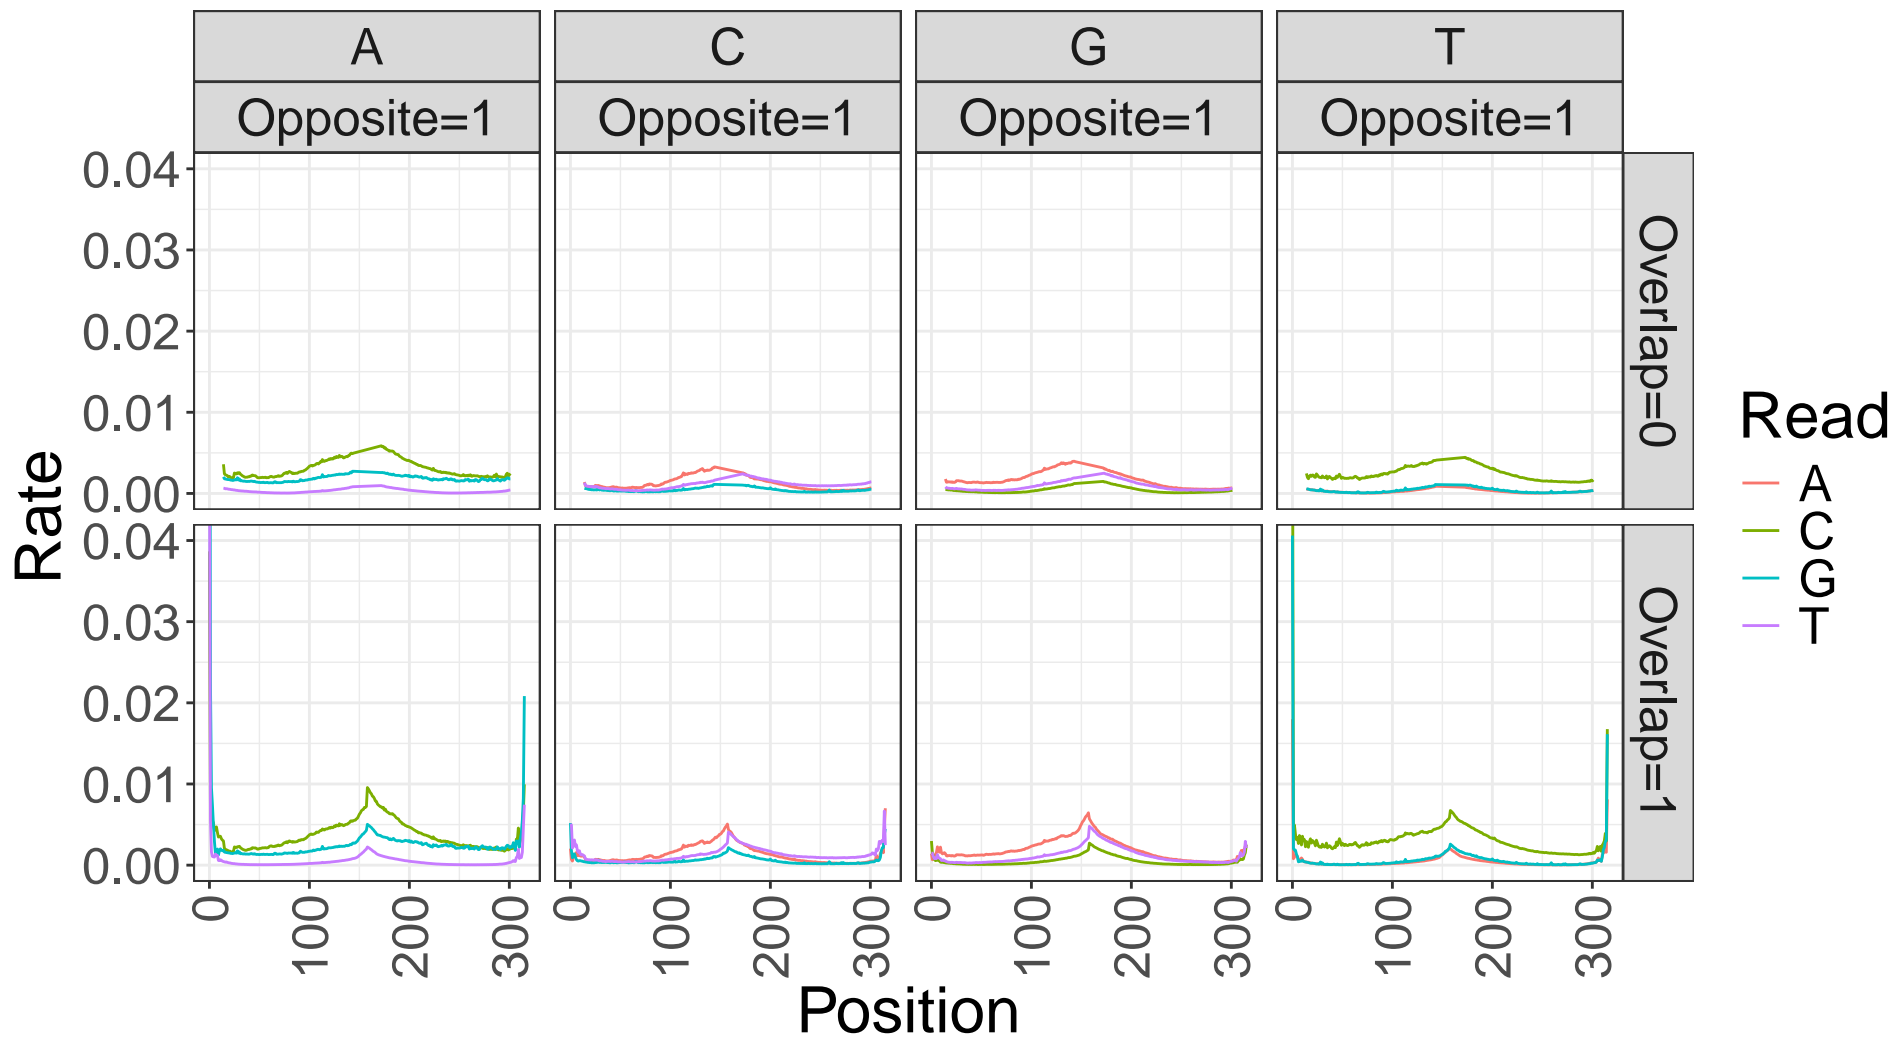 A C G T
Opposite=1 Opposite=1 Opposite=1 Opposite=1
0.04
0.03
0.02
0.01
0.00
Overlap=0
0.04
0.03
0.02
0.01
0.00
Overlap=1
Rate
0 100 200 300 0 100 200 300 0 100 200 300 0 100 200 300
Position
Read
A
C
G
T